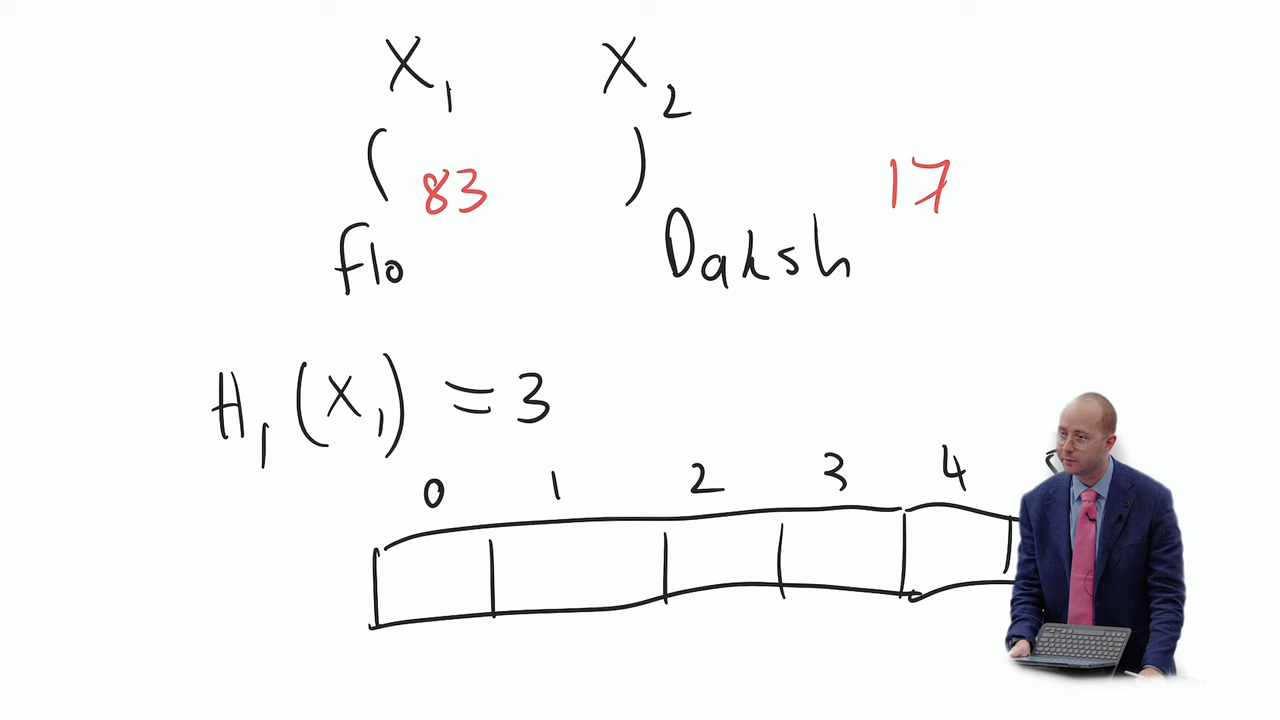 X₁ X₂
( 83 ) 17
Flo Daksh
H₁(X₁) = 3
0 1 2 3 4